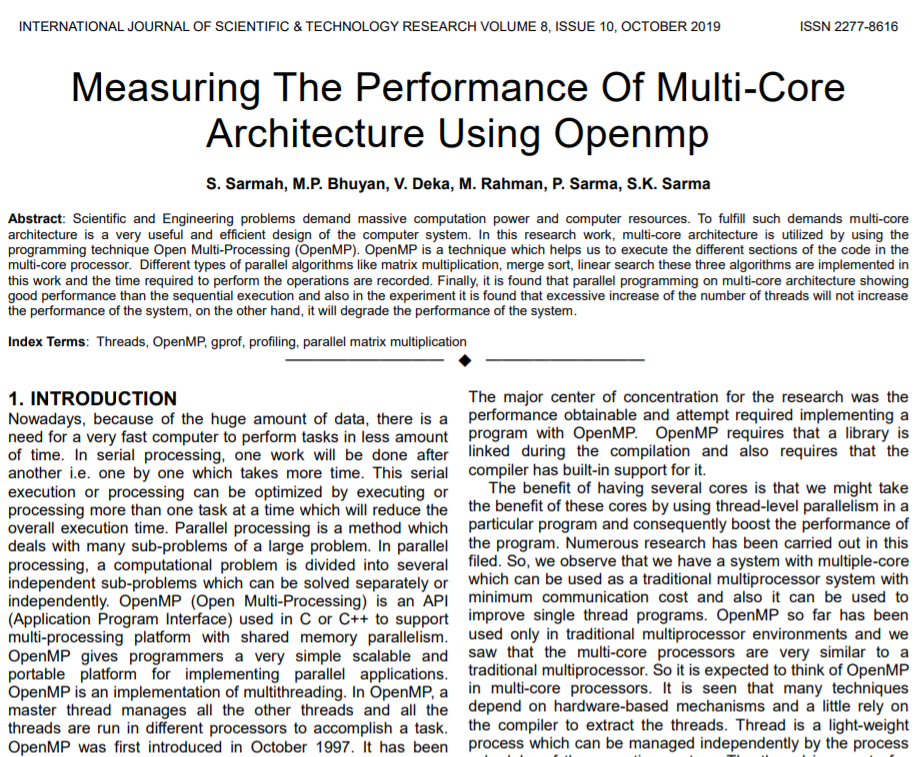 INTERNATIONAL JOURNAL OF SCIENTIFIC & TECHNOLOGY RESEARCH VOLUME 8, ISSUE 10, OCTOBER 2019 ISSN 2277-8616
Measuring The Performance Of Multi-Core
Architecture Using Openmp
S. Sarmah, M.P. Bhuyan, V. Deka, M. Rahman, P. Sarma, S.K. Sarma
Abstract: Scientific and Engineering problems demand massive computation power and computer resources. To fulfill such demands multi-core
architecture is a very useful and efficient design of the computer system. In this research work, multi-core architecture is utilized by using the
programming technique Open Multi-Processing (OpenMP). OpenMP is a technique which helps us to execute the different sections of the code in the
multi-core processor. Different types of parallel algorithms like matrix multiplication, merge sort, linear search these three algorithms are implemented in
this work and the time required to perform the operations are recorded. Finally, it is found that parallel programming on multi-core architecture showing
good performance than the sequential execution and also in the experiment it is found that excessive increase of the number of threads will not increase
the performance of the system, on the other hand, it will degrade the performance of the system.
Index Terms: Threads, OpenMP, gprof, profiling, parallel matrix multiplication
1. INTRODUCTION
Nowadays, because of the huge amount of data, there is a
need for a very fast computer to perform tasks in less amount
of time. In serial processing, one work will be done after
another i.e. one by one which takes more time. This serial
execution or processing can be optimized by executing or
processing more than one task at a time which will reduce the
overall execution time. Parallel processing is a method which
deals with many sub-problems of a large problem. In parallel
processing, a computational problem is divided into several
independent sub-problems which can be solved separately or
independently. OpenMP (Open Multi-Processing) is an API
(Application Program Interface) used in C or C++ to support
multi-processing platform with shared memory parallelism.
OpenMP gives programmers a very simple scalable and
portable platform for implementing parallel applications.
OpenMP is an implementation of multithreading. In OpenMP, a
master thread manages all the other threads and all the
threads are run in different processors to accomplish a task.
OpenMP was first introduced in October 1997. It has been
The major center of concentration for the research was the
performance obtainable and attempt required implementing a
program with OpenMP. OpenMP requires that a library is
linked during the compilation and also requires that the
compiler has built-in support for it.
The benefit of having several cores is that we might take
the benefit of these cores by using thread-level parallelism in a
particular program and consequently boost the performance of
the program. Numerous research has been carried out in this
filed. So, we observe that we have a system with multiple-core
which can be used as a traditional multiprocessor system with
minimum communication cost and also it can be used to
improve single thread programs. OpenMP so far has been
used only in traditional multiprocessor environments and we
saw that the multi-core processors are very similar to a
traditional multiprocessor. So it is expected to think of OpenMP
in multi-core processors. It is seen that many techniques
depend on hardware-based mechanisms and a little rely on
the compiler to extract the threads. Thread is a light-weight
process which can be managed independently by the process